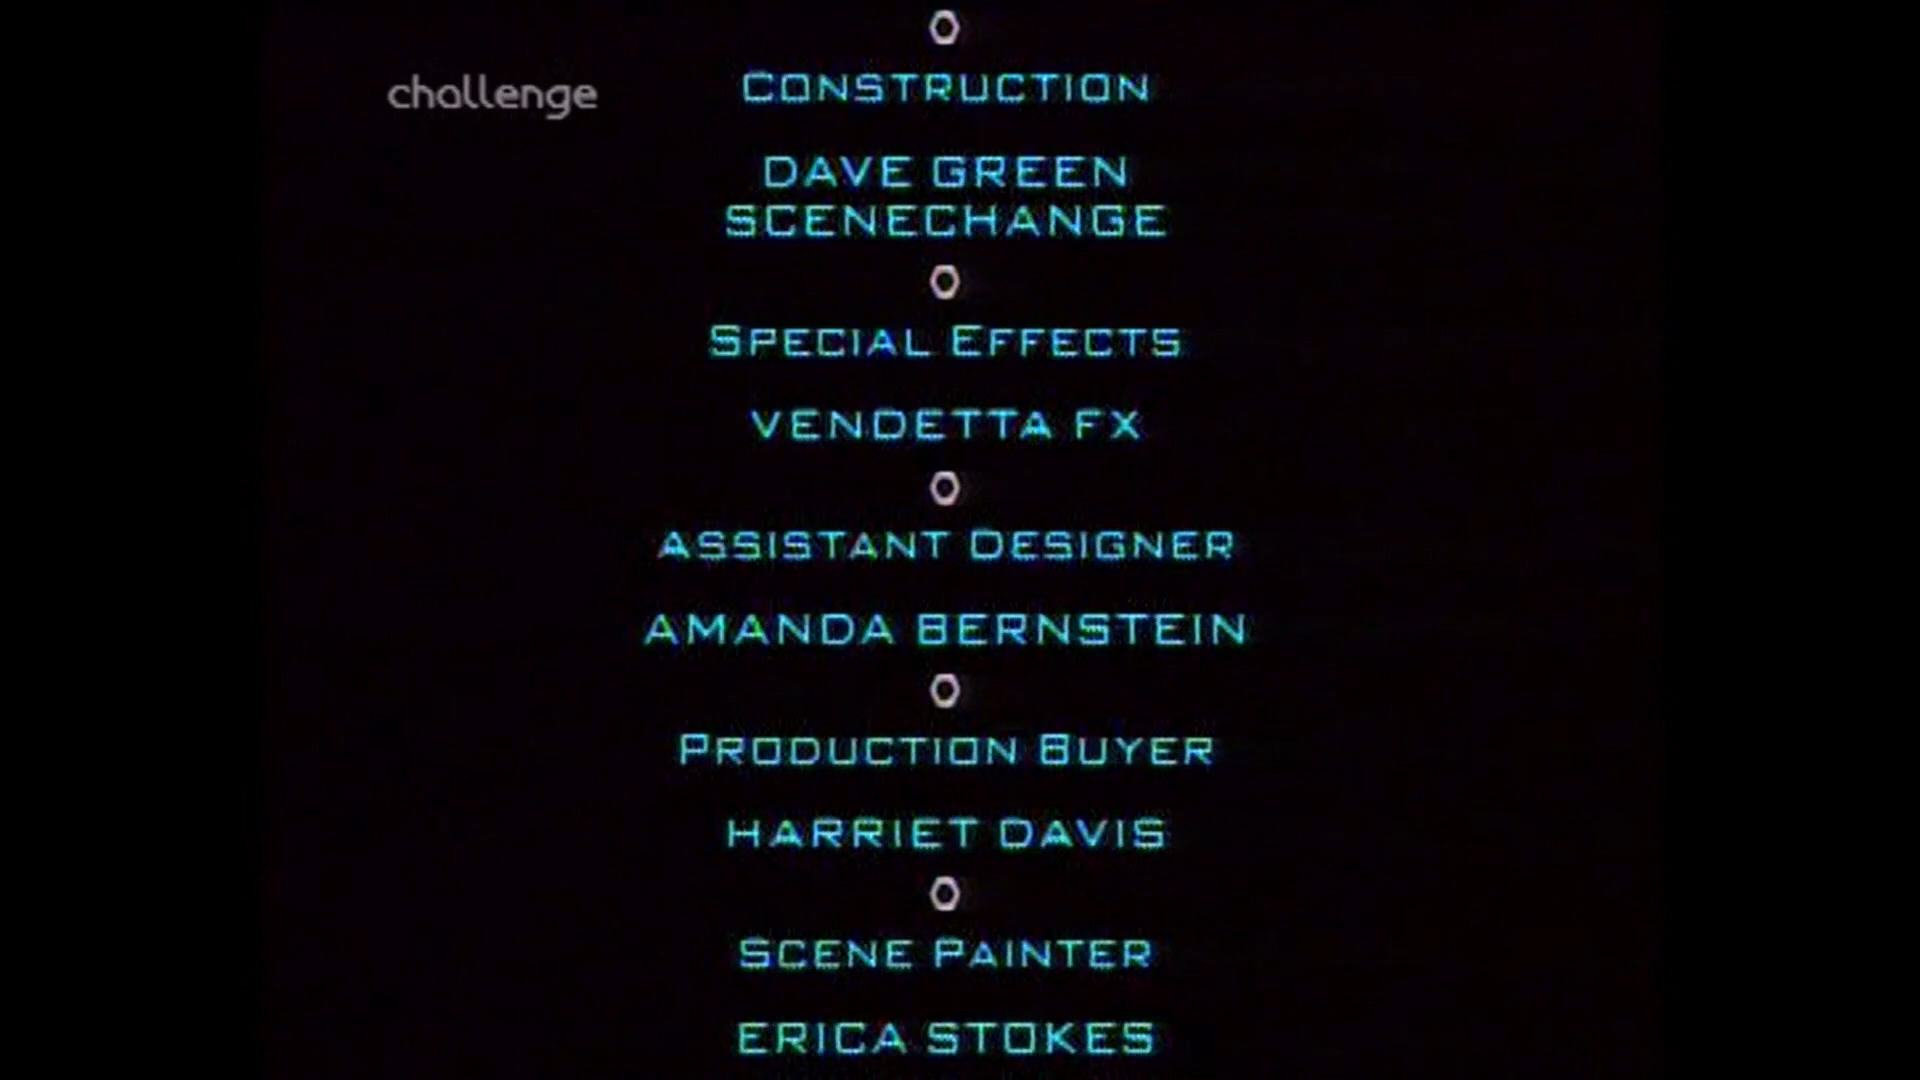 challenge
CONSTRUCTION
DAVE GREEN
SCENECHANGE
SPECIAL EFFECTS
VENDETTA FX
ASSISTANT DESIGNER
AMANDA BERNSTEIN
PRODUCTION BUYER
HARRIET DAVIS
SCENE PAINTER
ERICA STOKES